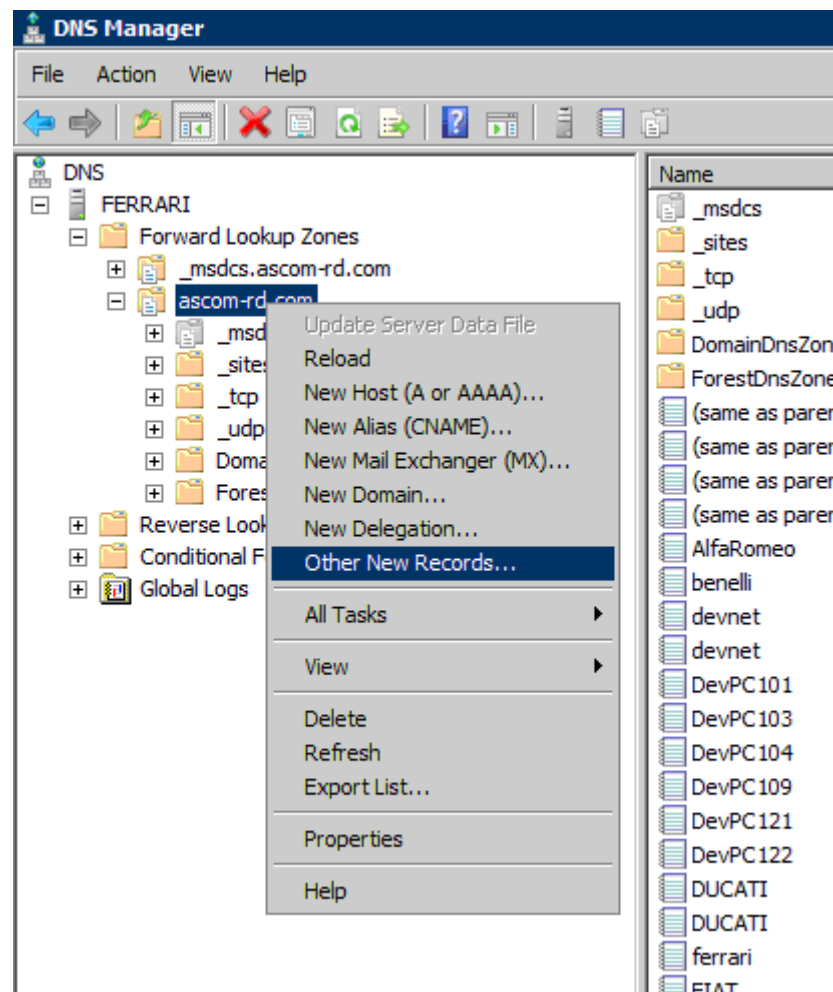 DNS Manager
File Action View Help
DNS
FERRARI
Forward Lookup Zones
_msdcs.ascom-rd.com
ascom-rd.com
_msd
_sites
_tcp
_udp
Doma
Fores
Reverse Look
Conditional F
Global Logs
Update Server Data File
Reload
New Host (A or AAAA)...
New Alias (CNAME)...
New Mail Exchanger (MX)...
New Domain...
New Delegation...
Other New Records...
All Tasks
View
Delete
Refresh
Export List...
Properties
Help
Name
_msdcs
_sites
_tcp
_udp
DomainDnsZon
ForestDnsZone
(same as parer
(same as parer
(same as parer
(same as parer
AlfaRomeo
benelli
devnet
devnet
DevPC101
DevPC103
DevPC104
DevPC109
DevPC121
DevPC122
DUCATI
DUCATI
ferrari
FIAT